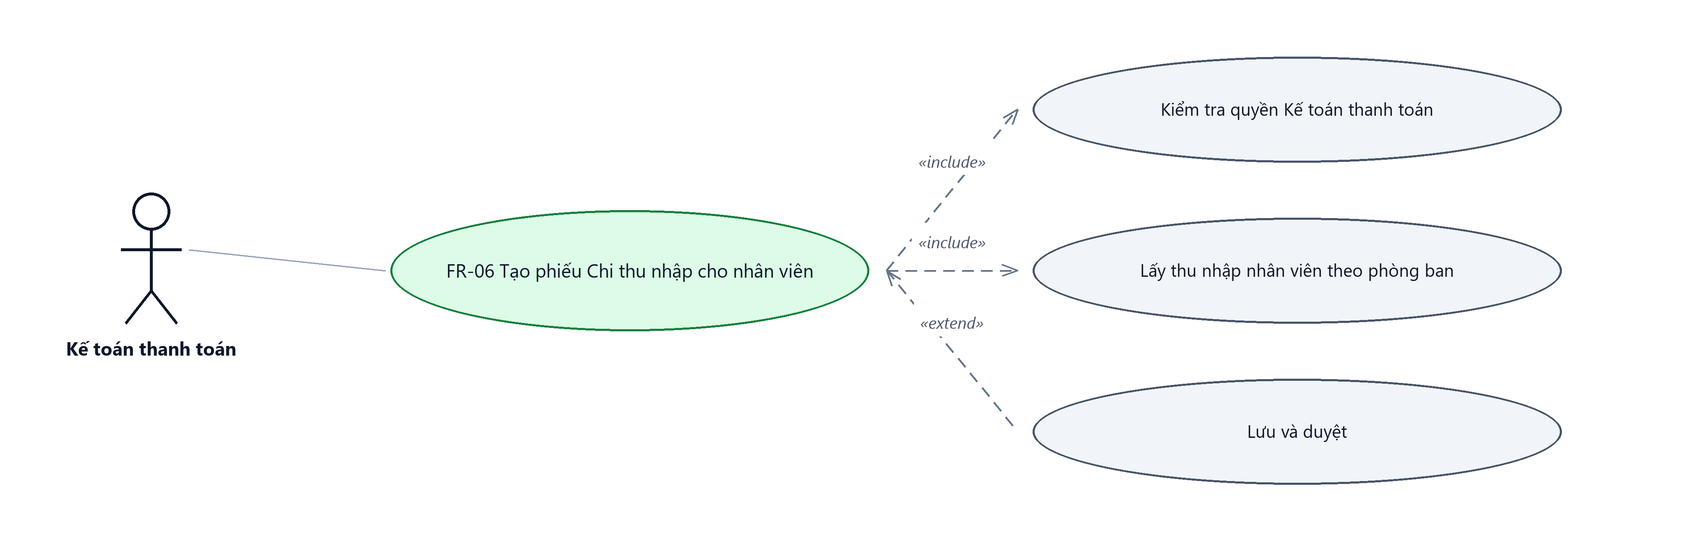 Kiểm tra quyền Kế toán thanh toán
«include»
«include»
FR-06 Tạo phiếu Chi thu nhập cho nhân viên
Lấy thu nhập nhân viên theo phòng ban
«extend»
Kế toán thanh toán
Lưu và duyệt